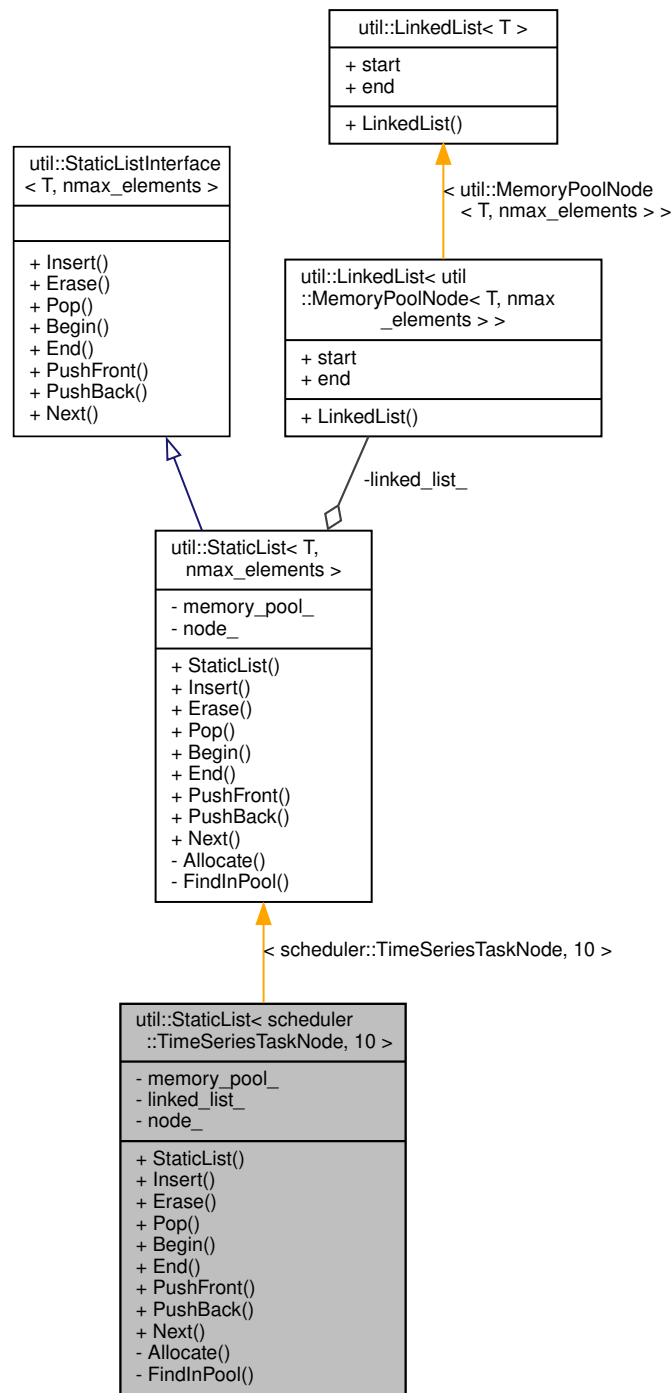 util::LinkedList< T >
+ start
+ end
+ LinkedList()
util::StaticListInterface
< T, nmax_elements >
+ Insert()
+ Erase()
+ Pop()
+ Begin()
+ End()
+ PushFront()
+ PushBack()
+ Next()
< util::MemoryPoolNode
< T, nmax_elements > >
util::LinkedList< util
::MemoryPoolNode< T, nmax
_elements > >
+ start
+ end
+ LinkedList()
-linked_list_
util::StaticList< T,
nmax_elements >
- memory_pool_
- node_
+ StaticList()
+ Insert()
+ Erase()
+ Pop()
+ Begin()
+ End()
+ PushFront()
+ PushBack()
+ Next()
- Allocate()
- FindInPool()
< scheduler::TimeSeriesTaskNode, 10 >
util::StaticList< scheduler
::TimeSeriesTaskNode, 10 >
- memory_pool_
- linked_list_
- node_
+ StaticList()
+ Insert()
+ Erase()
+ Pop()
+ Begin()
+ End()
+ PushFront()
+ PushBack()
+ Next()
- Allocate()
- FindInPool()